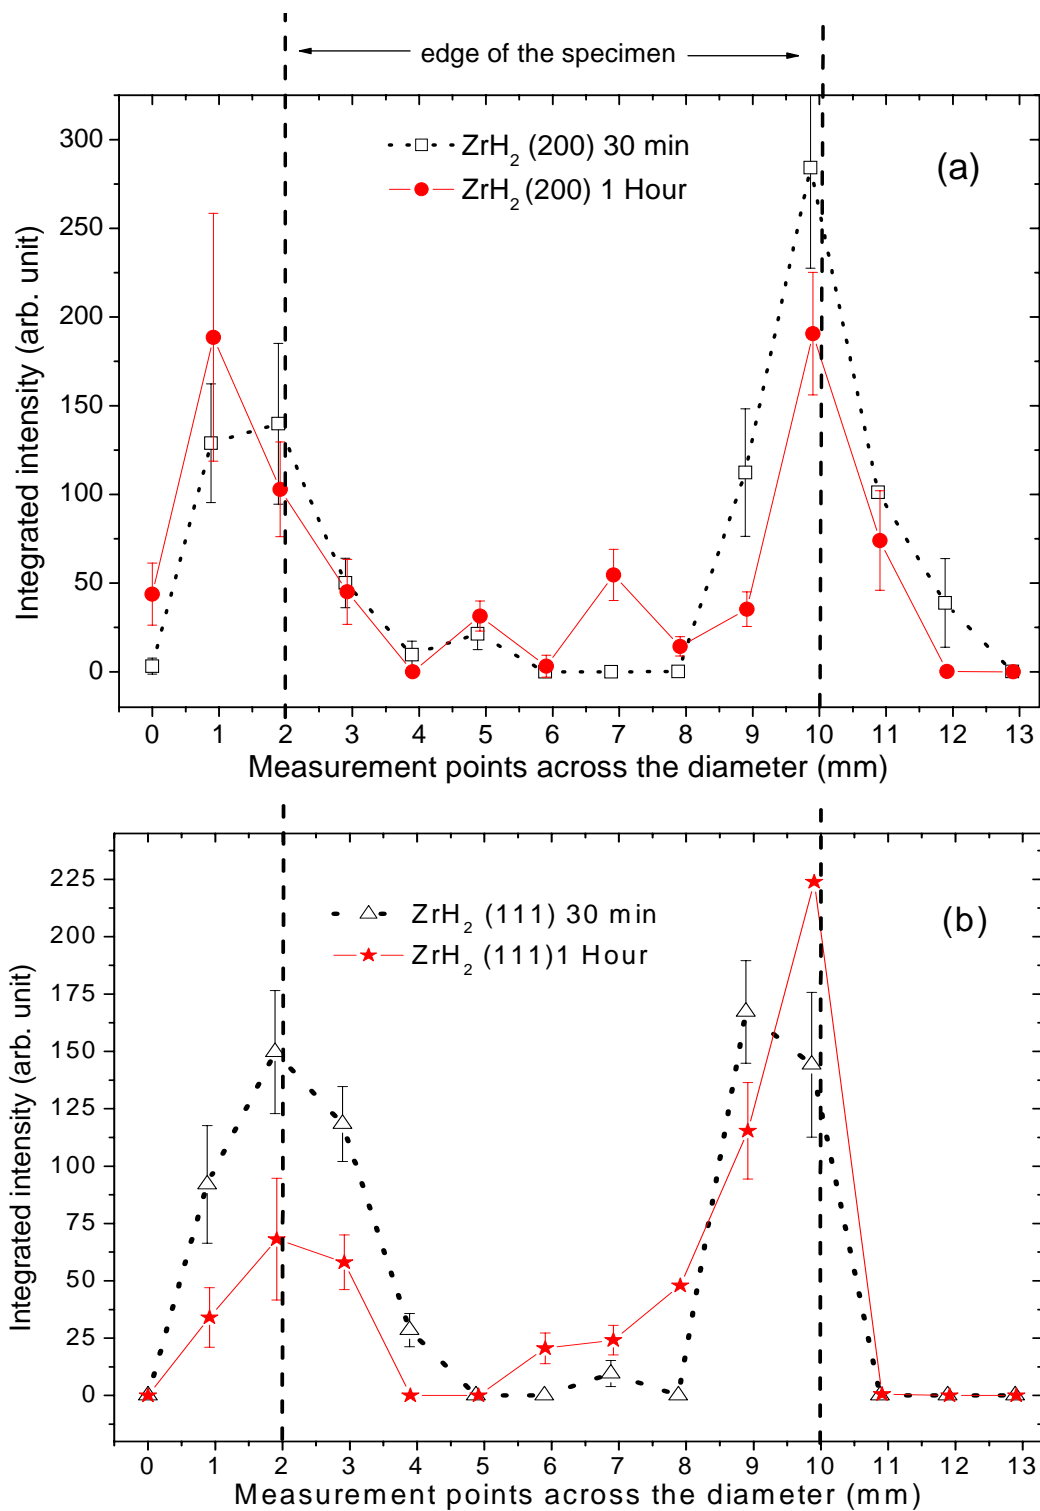 edge of the specimen
300
250
200
150
100
50
0
Integrated intensity (arb. unit)
ZrH2 (200) 30 min
ZrH2 (200) 1 Hour
(a)
0 1 2 3 4 5 6 7 8 9 10 11 12 13
Measurement points across the diameter (mm)
225
200
175
150
125
100
75
50
25
0
Integrated intensity (arb. unit)
ZrH2 (111) 30 min
ZrH2 (111)1 Hour
(b)
0 1 2 3 4 5 6 7 8 9 10 11 12 13
Measurement points across the diameter (mm)